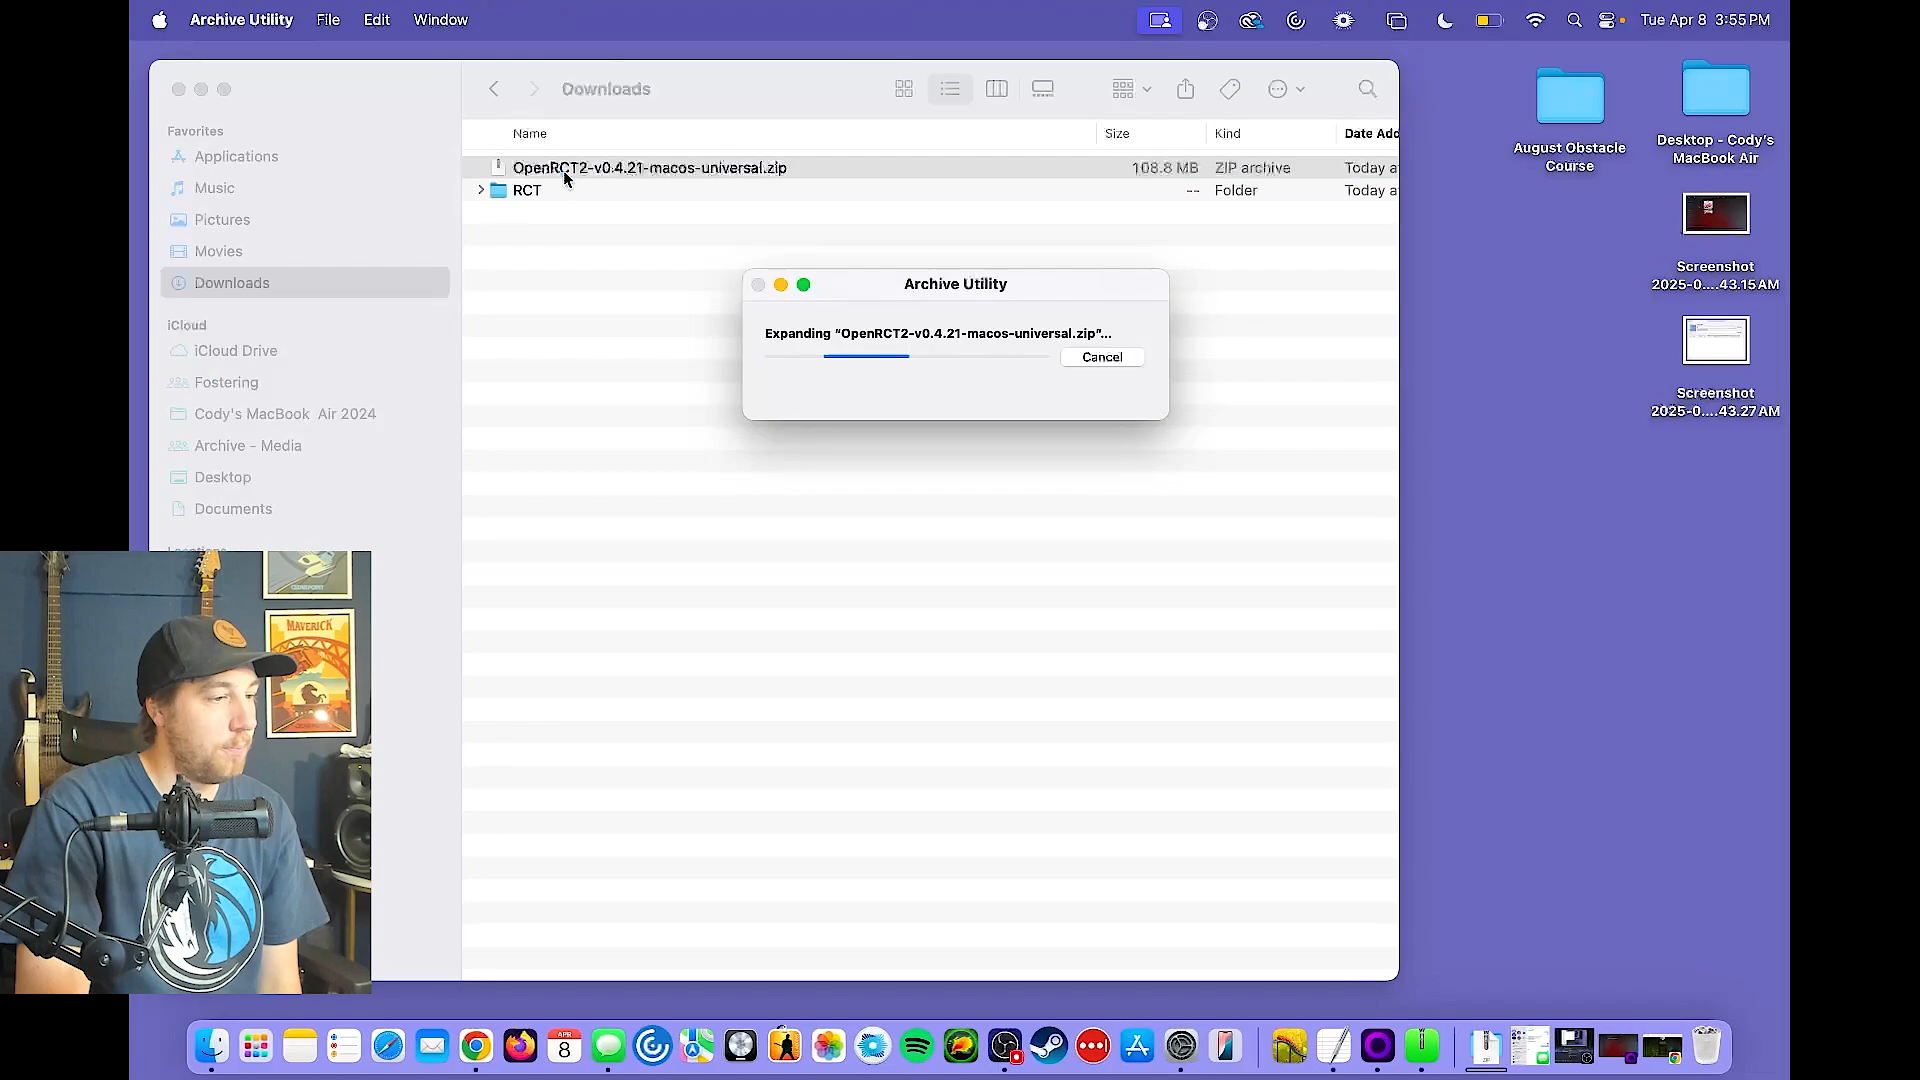 Archive Utility File Edit Window
Tue Apr 8 3:55 PM
Downloads
Favorites
Applications
Music
Pictures
Movies
Downloads
iCloud
iCloud Drive
Fostering
Cody's MacBook Air 2024
Archive - Media
Desktop
Documents
Name Size Kind Date Add
OpenRCT2-v0.4.21-macos-universal.zip 108.8 MB ZIP archive Today a
RCT -- Folder Today a
Archive Utility
Expanding “OpenRCT2-v0.4.21-macos-universal.zip”...
Cancel
August Obstacle
Course
Desktop - Cody's
MacBook Air
Screenshot
2025-0....43.15 AM
Screenshot
2025-0....43.27 AM
MAVERICK
APR
8